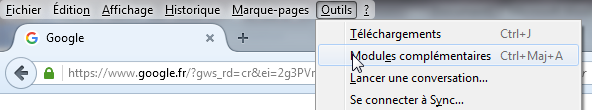 Fichier Édition Affichage Historique Marque-pages Outils ?
Google
Téléchargements Ctrl+J
Modules complémentaires Ctrl+Maj+A
https://www.google.fr/?gws_rd=cr&ei=2g3PVr
Lancer une conversation...
Se connecter à Sync...